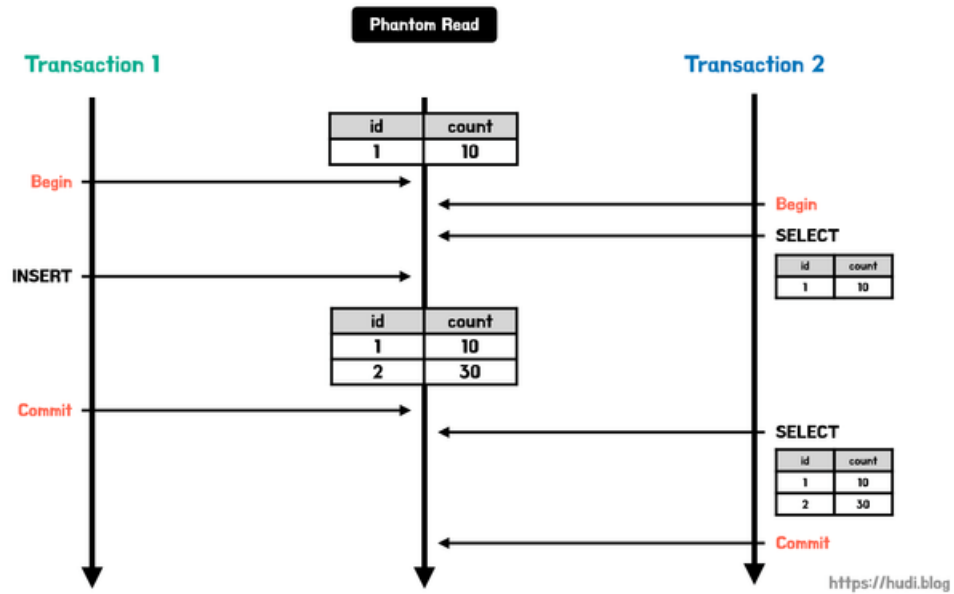 Phantom Read
Transaction 1
Transaction 2
id count
1 10
Begin
Begin
SELECT
id count
1 10
INSERT
id count
1 10
2 30
Commit
SELECT
id count
1 10
2 30
Commit
https://hudi.blog